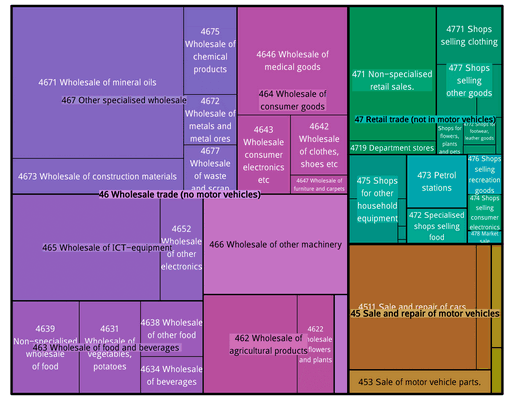 4671 Wholesale of mineral oils
467 Other specialised wholesale
4675
Wholesale of
chemical
products
4672
Wholesale of
metals and
metal ores
4677
Wholesale
of waste
and scrap
4673 Wholesale of construction materials
4646 Wholesale of
medical goods
464 Wholesale of
consumer goods
4643
Wholesale
consumer
electronics
etc
4642
Wholesale
of clothes,
shoes etc
4647 Wholesale of
furniture and carpets
46 Wholesale trade (no motor vehicles)
465 Wholesale of ICT-equipment
4652
Wholesale
of other
electronics
466 Wholesale of other machinery
4639
Non-specialised
wholesale
of food
4631
Wholesale of
vegetables,
potatoes
4638 Wholesale
of other food
463 Wholesale of food and beverages
4634 Wholesale
of beverages
462 Wholesale of
agricultural products
4622
Wholesale
of flowers
and plants
471 Non-specialised
retail sales.
4771 Shops
selling clothing
477 Shops
selling
other goods
47 Retail trade (not in motor vehicles)
4719 Department stores
Shops for
flowers,
plants
and pets
footwear,
leather goods
475 Shops
for other
household
equipment
473 Petrol
stations
476 Shops
selling
recreation
goods
472 Specialised
shops selling
food
474 Shops
selling
consumer
electronics
478 Market
sale
4511 Sale and repair of cars
45 Sale and repair of motor vehicles
453 Sale of motor vehicle parts.